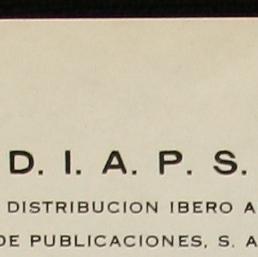 D. I. A. P. S.
DISTRIBUCION IBERO A
DE PUBLICACIONES, S. A